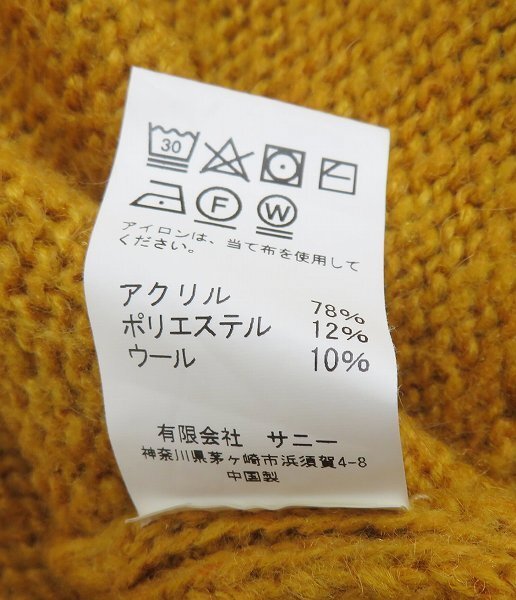 30
F W
アイロンは、当て布を使用して
ください。
アクリル 78%
ポリエステル 12%
ウール 10%
有限会社 サニー
神奈川県茅ヶ崎市浜須賀4-8
中国製